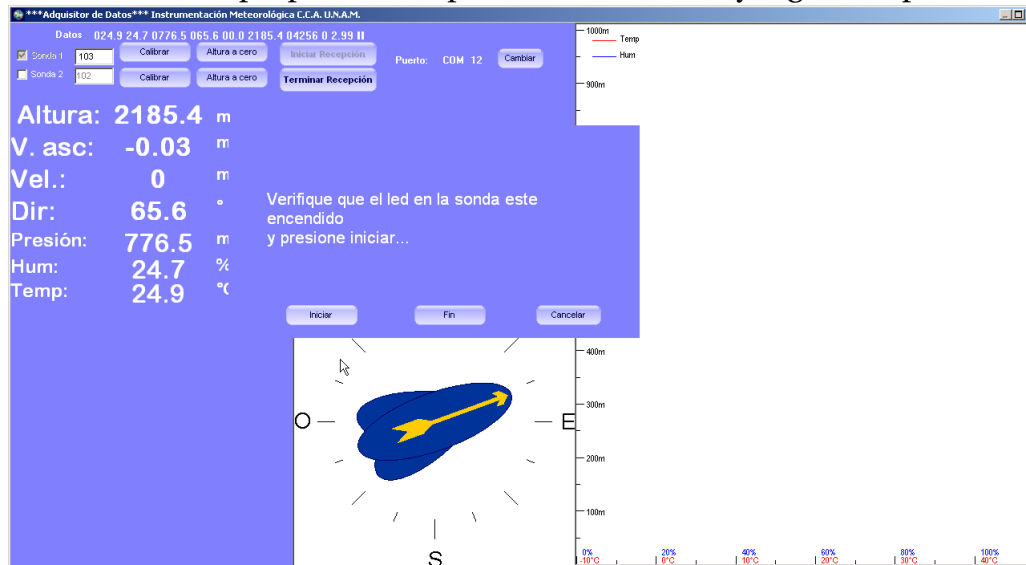 ***Adquisitor de Datos*** Instrumentación Meteorológica C.C.A. U.N.A.M.
Datos 024.9 24.7 0776.5 065.6 00.0 2185.4 04256 0 2.99 II
Sonda 1 103 Calibrar Altura a cero Iniciar Recepción
Puerto: COM 12 Cambiar
Sonda 2 102 Calibrar Altura a cero Terminar Recepción
Altura: 2185.4 m
V. asc: -0.03 m
Vel.: 0 m
Dir: 65.6 °
Presión: 776.5 m
Hum: 24.7 %
Temp: 24.9
Verifique que el led en la sonda este
encendido
y presione iniciar...
Iniciar Fin Cancelar
O E
S
1000m
Temp
Hum
900m
400m
300m
200m
100m
0% 20% 40% 60% 80% 100%
-10°C 0°C 10°C 20°C 30°C 40°C